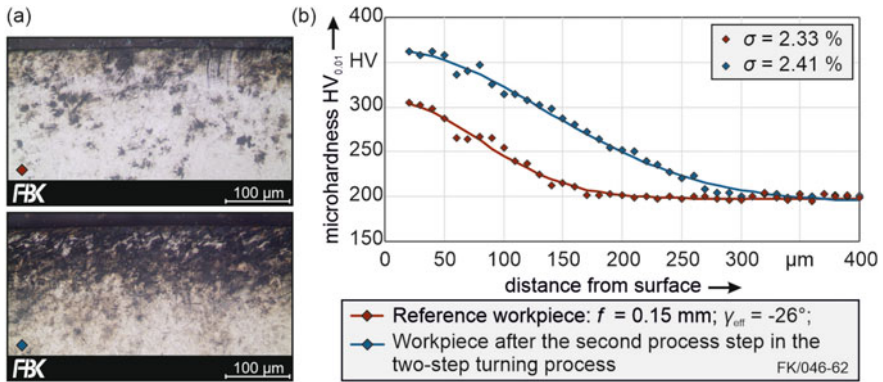 (a)
FBK
100 µm
FBK
100 µm
(b)
microhardness HV0.01
400
HV
300
250
200
150
σ = 2.33 %
σ = 2.41 %
0 50 100 150 200 250 300 µm 400
distance from surface
Reference workpiece: f = 0.15 mm; γeff = -26°;
Workpiece after the second process step in
the two-step turning process
FK/046-62